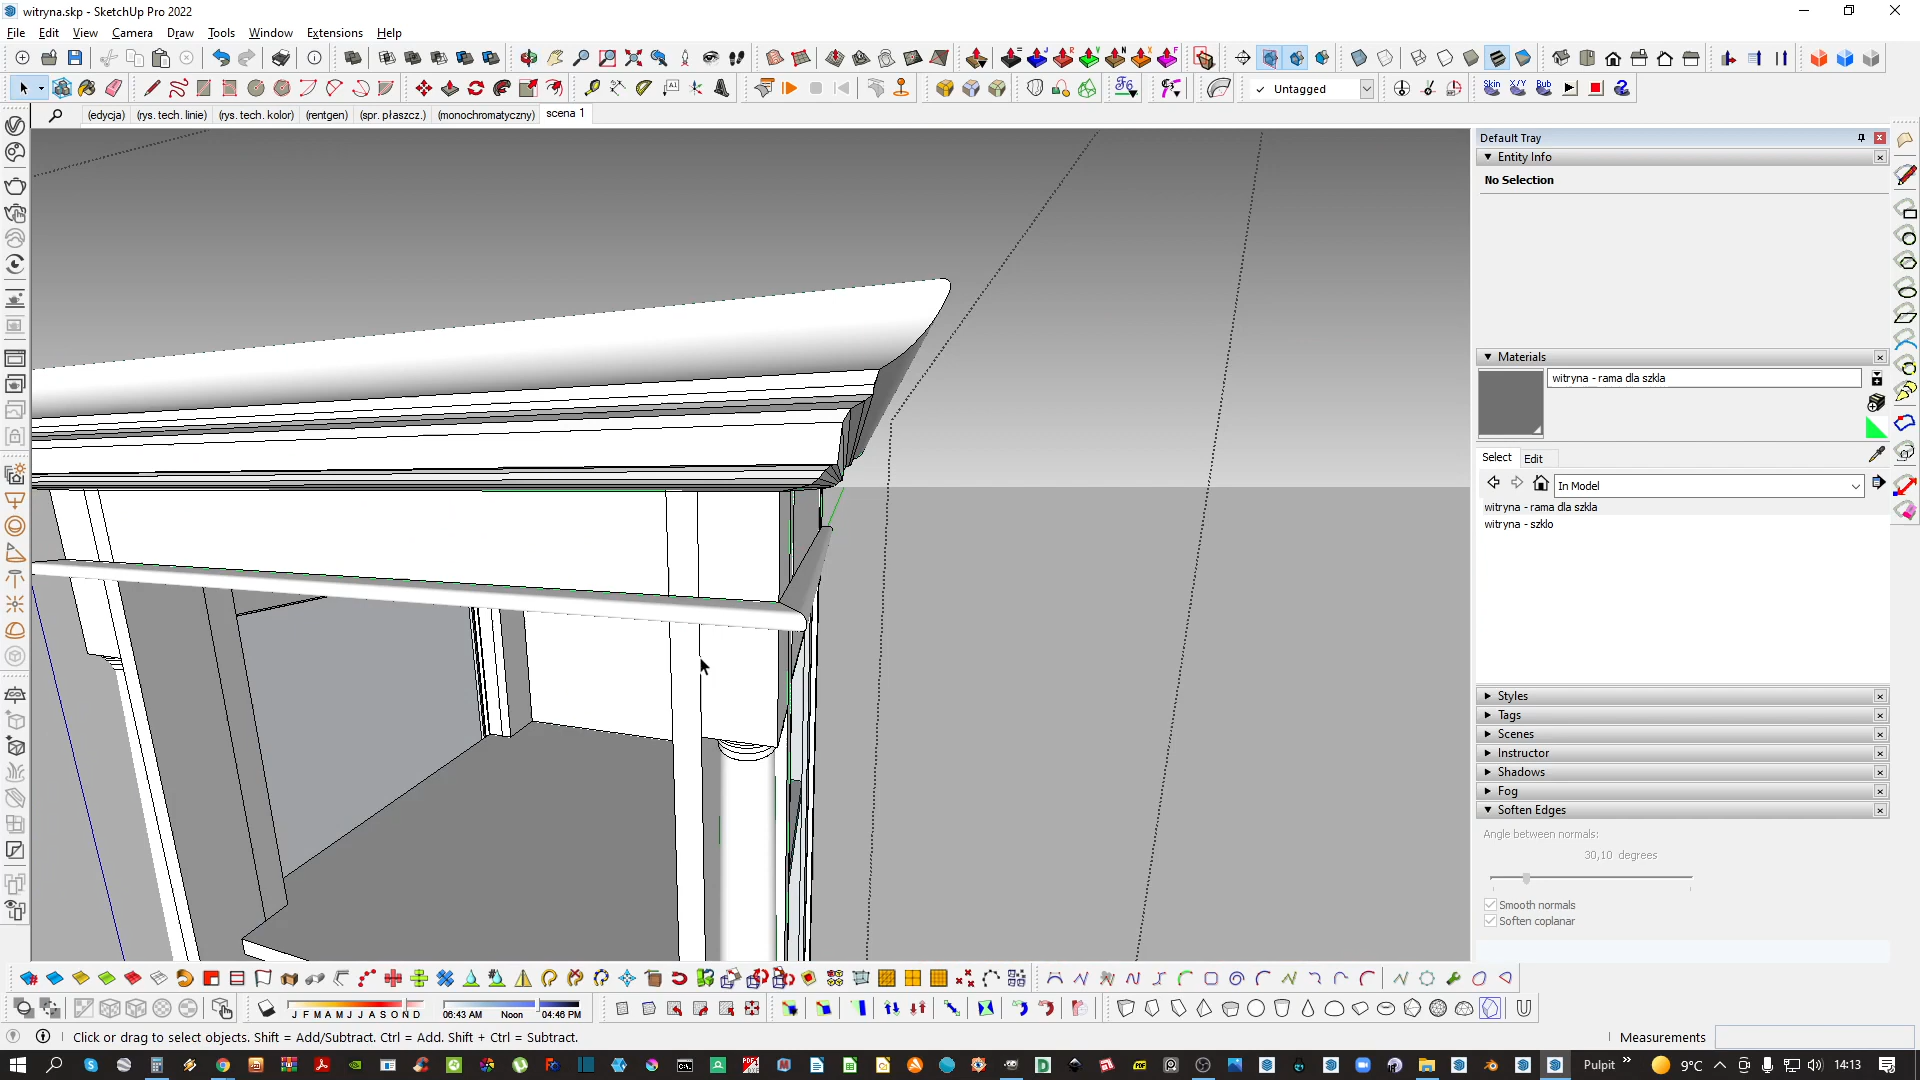 witryna.skp - SketchUp Pro 2022
File Edit View Camera Draw Tools Window Extensions Help
Untagged
Skin X/Y Bub
(edycja) (rys. tech. linie) (rys. tech. kolor) (rentgen) (spr. płaszcz.) (monochromatyczny) scena 1
Default Tray
Entity Info
No Selection
Materials
witryna - rama dla szkla
Select Edit
In Model
witryna - rama dla szkla
witryna - szklo
Styles
Tags
Scenes
Instructor
Shadows
Fog
Soften Edges
Angle between normals:
30,10 degrees
Smooth normals
Soften coplanar
J F M A M J J A S O N D 06:43 AM Noon 04:46 PM
Click or drag to select objects. Shift = Add/Subtract. Ctrl = Add. Shift + Ctrl = Subtract.
Measurements
Pulpit 9°C 14:13